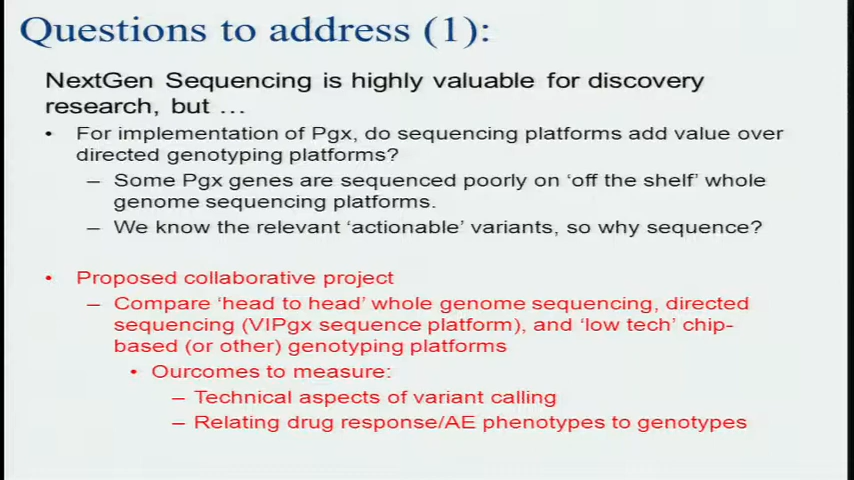 Questions to address (1):
NextGen Sequencing is highly valuable for discovery
research, but …
• For implementation of Pgx, do sequencing platforms add value over
directed genotyping platforms?
– Some Pgx genes are sequenced poorly on ‘off the shelf’ whole
genome sequencing platforms.
– We know the relevant ‘actionable’ variants, so why sequence?
• Proposed collaborative project
– Compare ‘head to head’ whole genome sequencing, directed
sequencing (VIPgx sequence platform), and ‘low tech’ chip-
based (or other) genotyping platforms
• Ourcomes to measure:
– Technical aspects of variant calling
– Relating drug response/AE phenotypes to genotypes